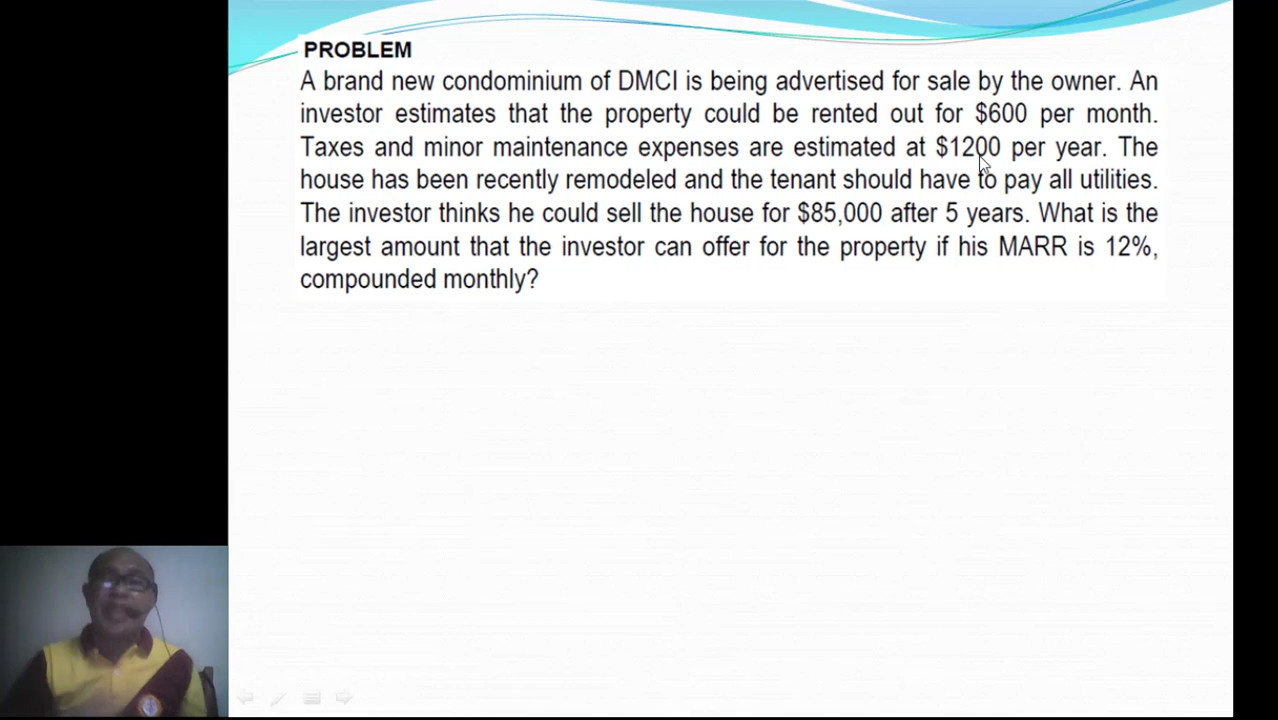 PROBLEM
A brand new condominium of DMCI is being advertised for sale by the owner. An
investor estimates that the property could be rented out for $600 per month.
Taxes and minor maintenance expenses are estimated at $1200 per year. The
house has been recently remodeled and the tenant should have to pay all utilities.
The investor thinks he could sell the house for $85,000 after 5 years. What is the
largest amount that the investor can offer for the property if his MARR is 12%,
compounded monthly?